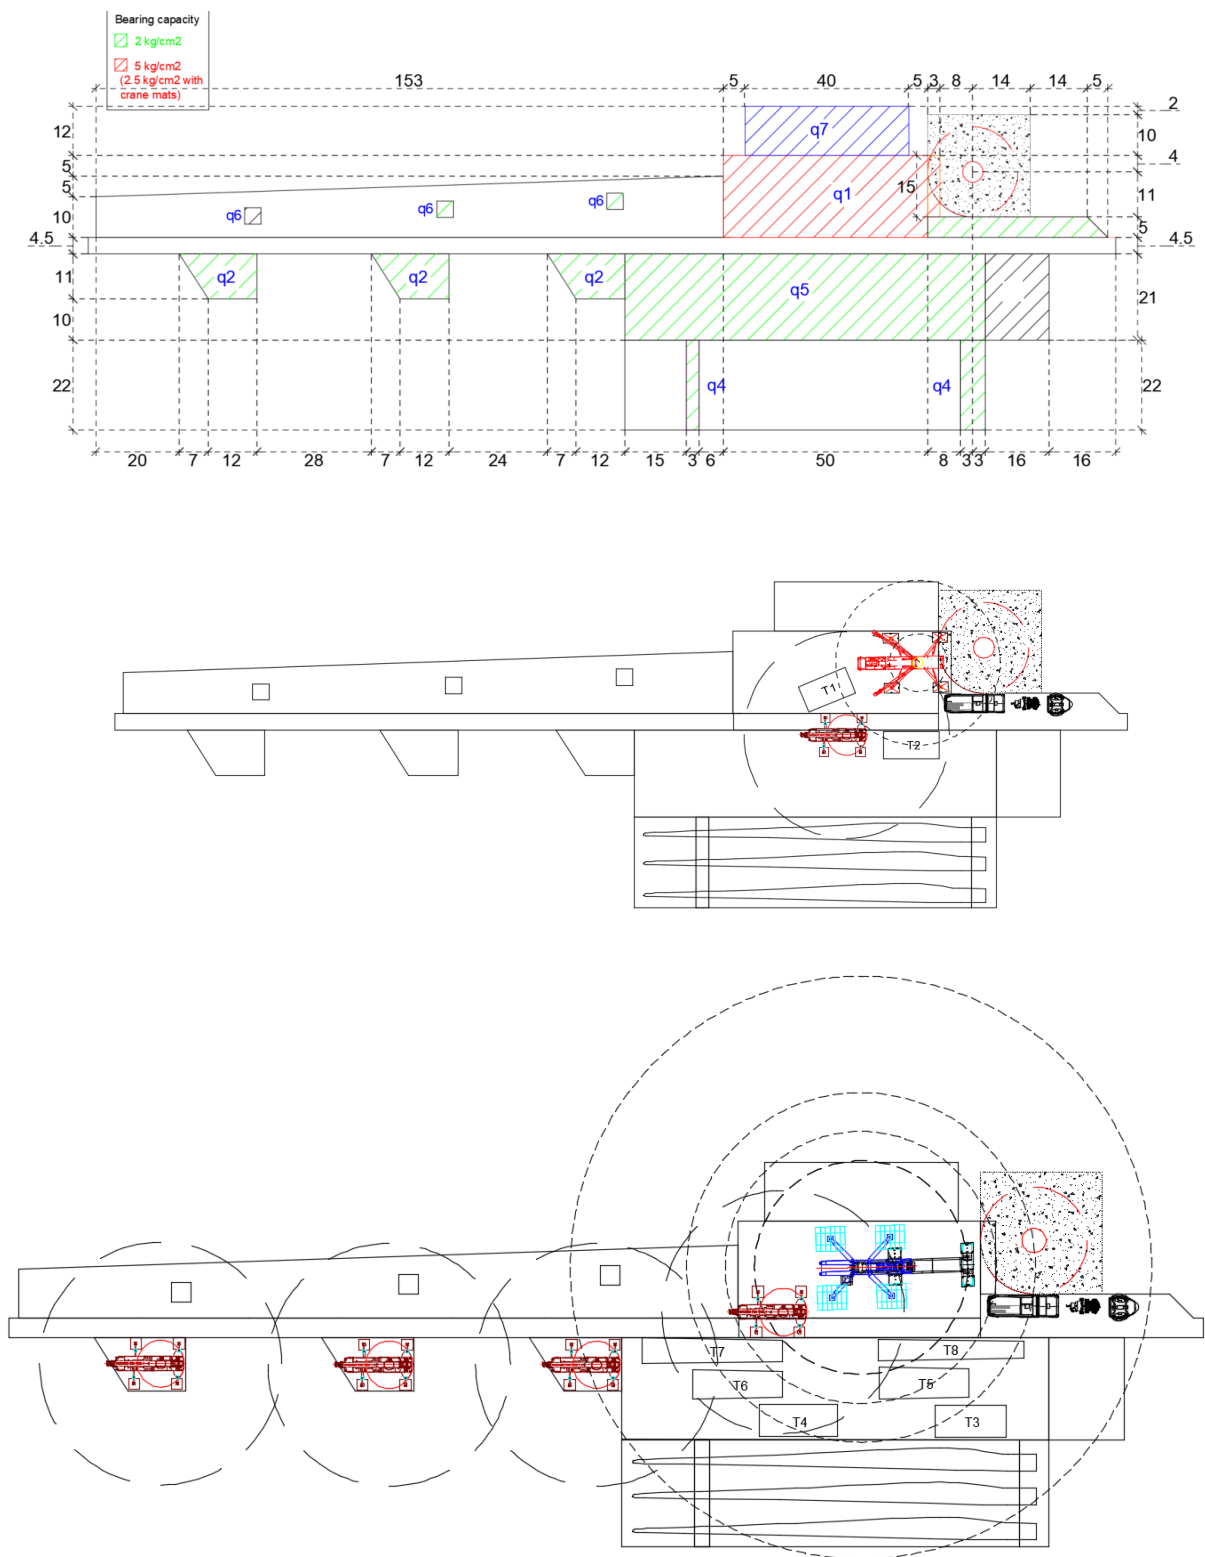 Bearing capacity
2 kg/cm2
5 kg/cm2
(2.5 kg/cm2 with
crane mats)
153
5
40
5
3
8
14
14
5
2
12
q7
10
5
4
5
q6
q6
q6
15
q1
11
10
5
4.5
4.5
11
q2
q2
q2
q5
21
10
22
q4
q4
22
20
7
12
28
7
12
24
7
12
15
3
6
50
8
3
3
16
16
T1
T2
T7
T8
T6
T5
T4
T3